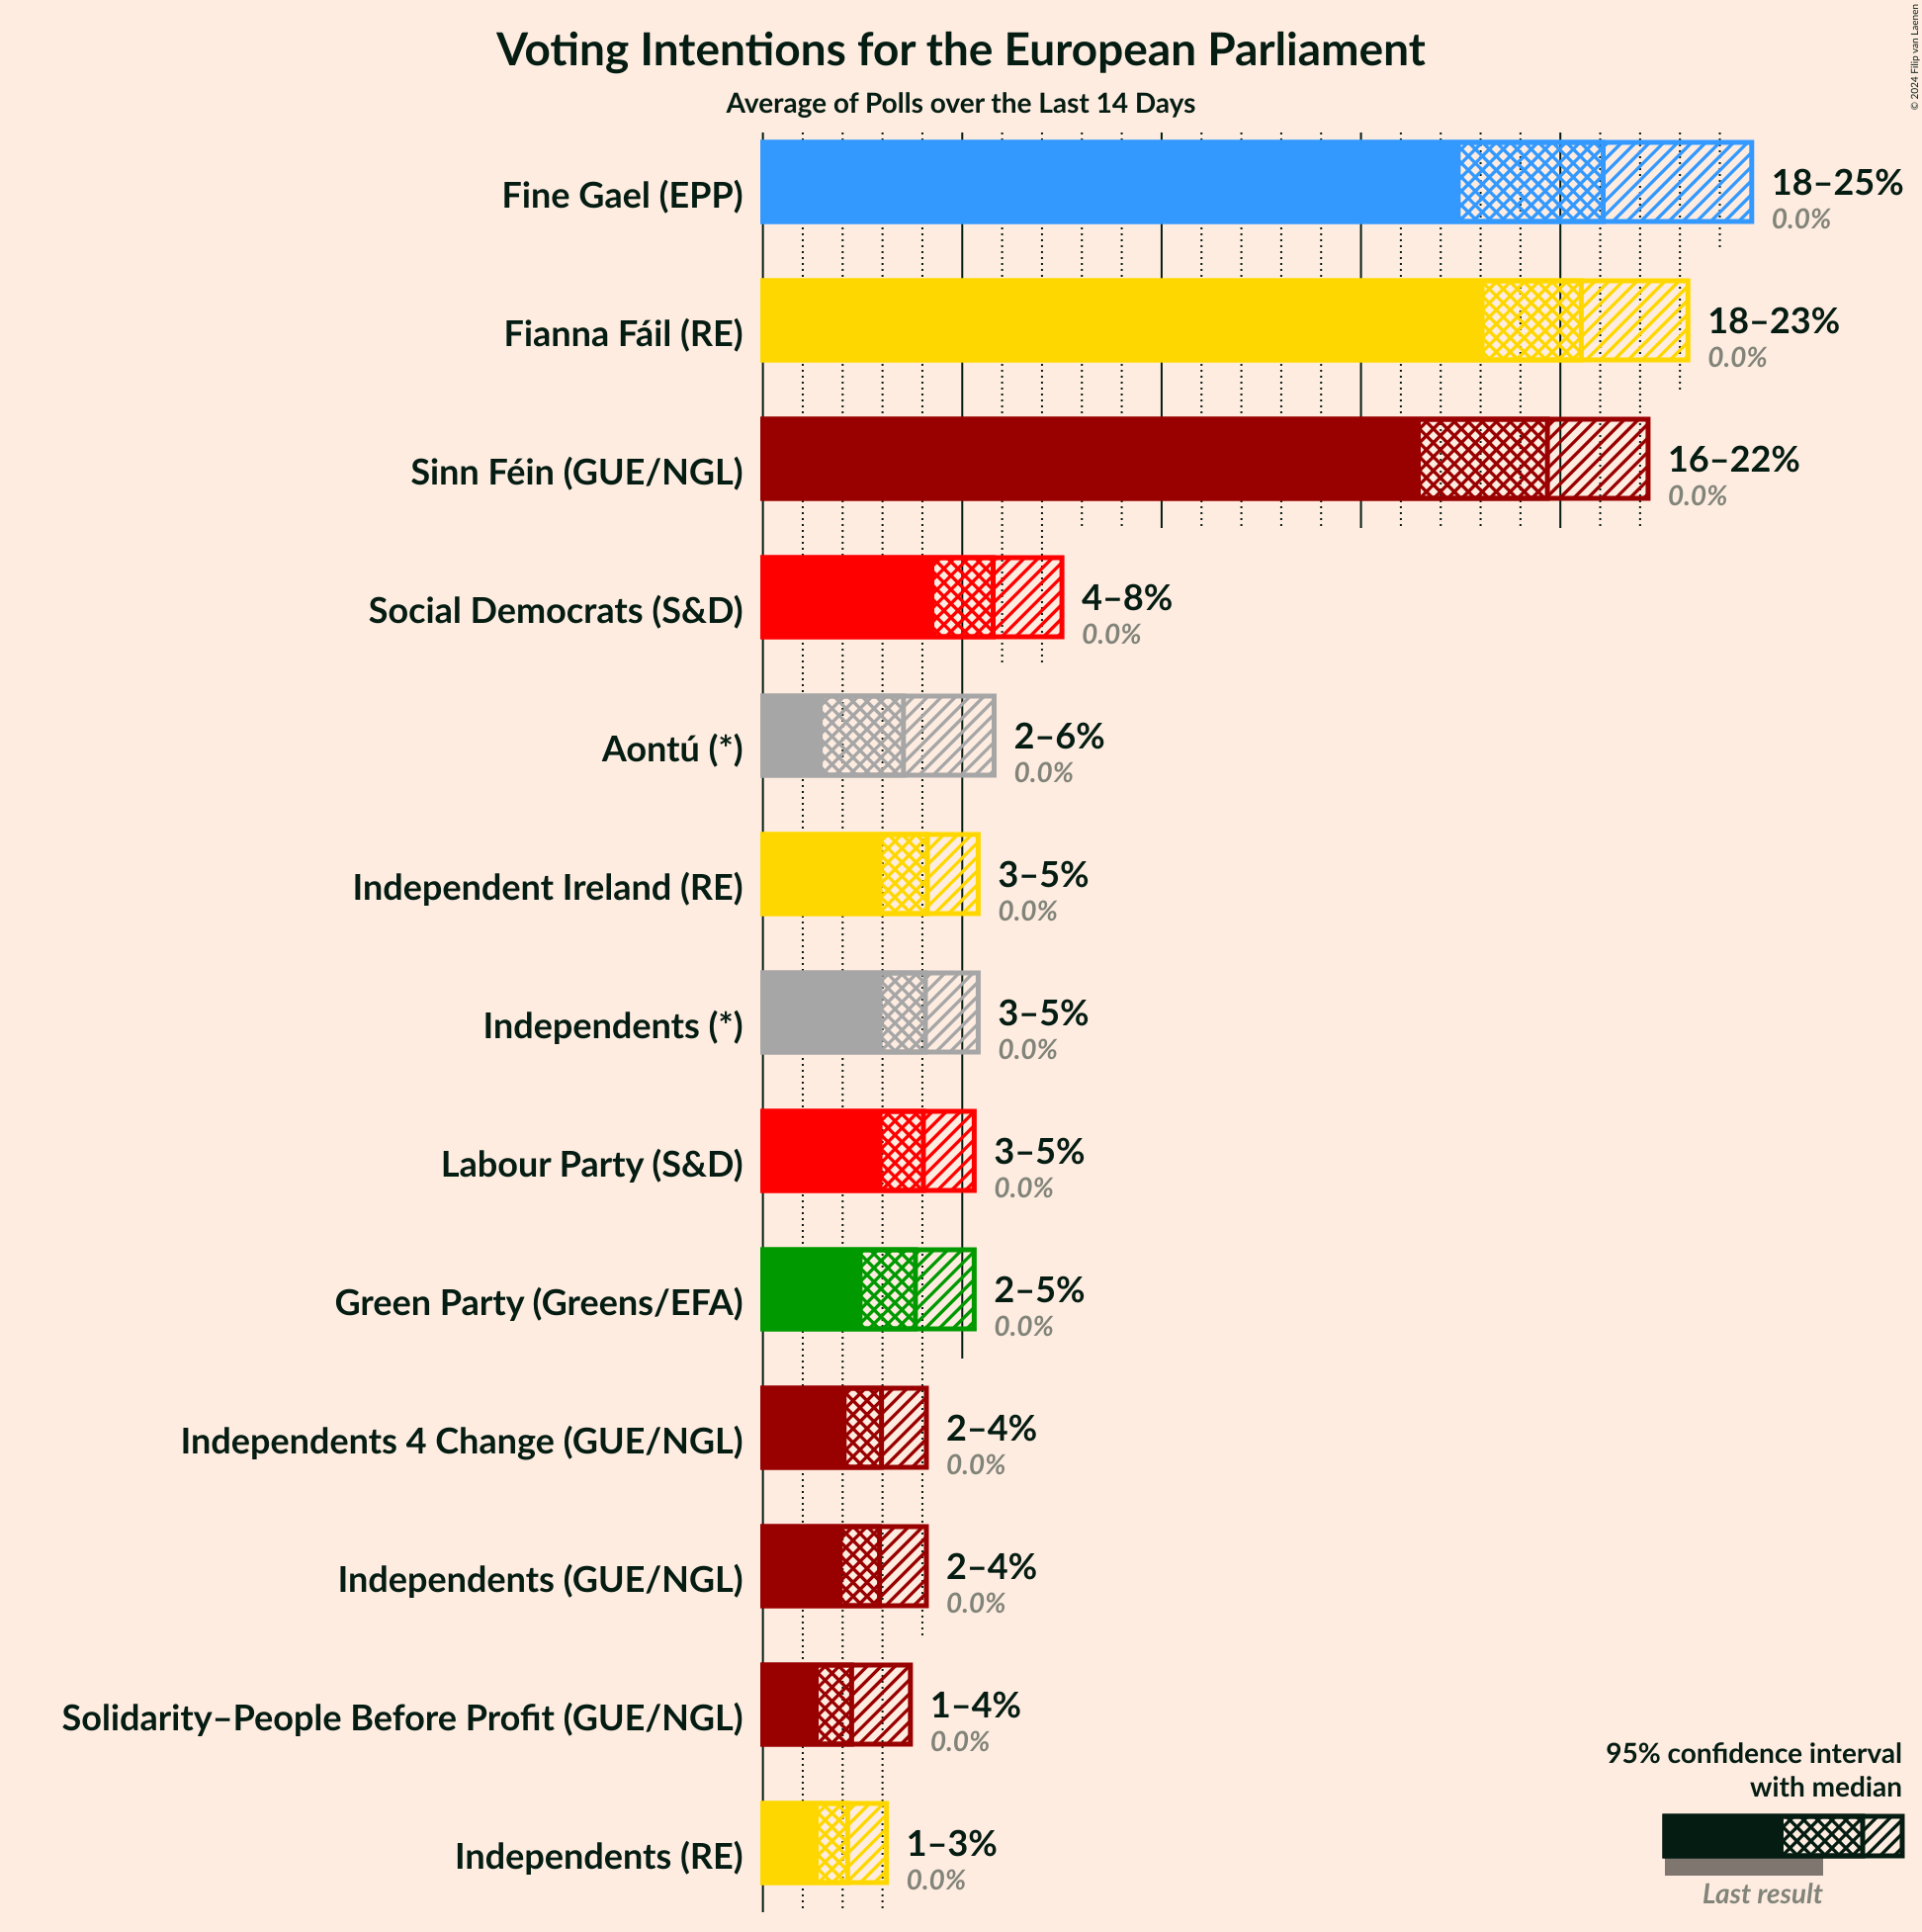 Voting Intentions for the European Parliament
Average of Polls over the Last 14 Days
© 2024 Filip van Laenen
Fine Gael (EPP)
18–25%
0.0%
Fianna Fáil (RE)
18–23%
0.0%
Sinn Féin (GUE/NGL)
16–22%
0.0%
Social Democrats (S&D)
4–8%
0.0%
Aontú (*)
2–6%
0.0%
Independent Ireland (RE)
3–5%
0.0%
Independents (*)
3–5%
0.0%
Labour Party (S&D)
3–5%
0.0%
Green Party (Greens/EFA)
2–5%
0.0%
Independents 4 Change (GUE/NGL)
2–4%
0.0%
Independents (GUE/NGL)
2–4%
0.0%
Solidarity–People Before Profit (GUE/NGL)
1–4%
0.0%
Independents (RE)
1–3%
0.0%
95% confidence interval
with median
Last result